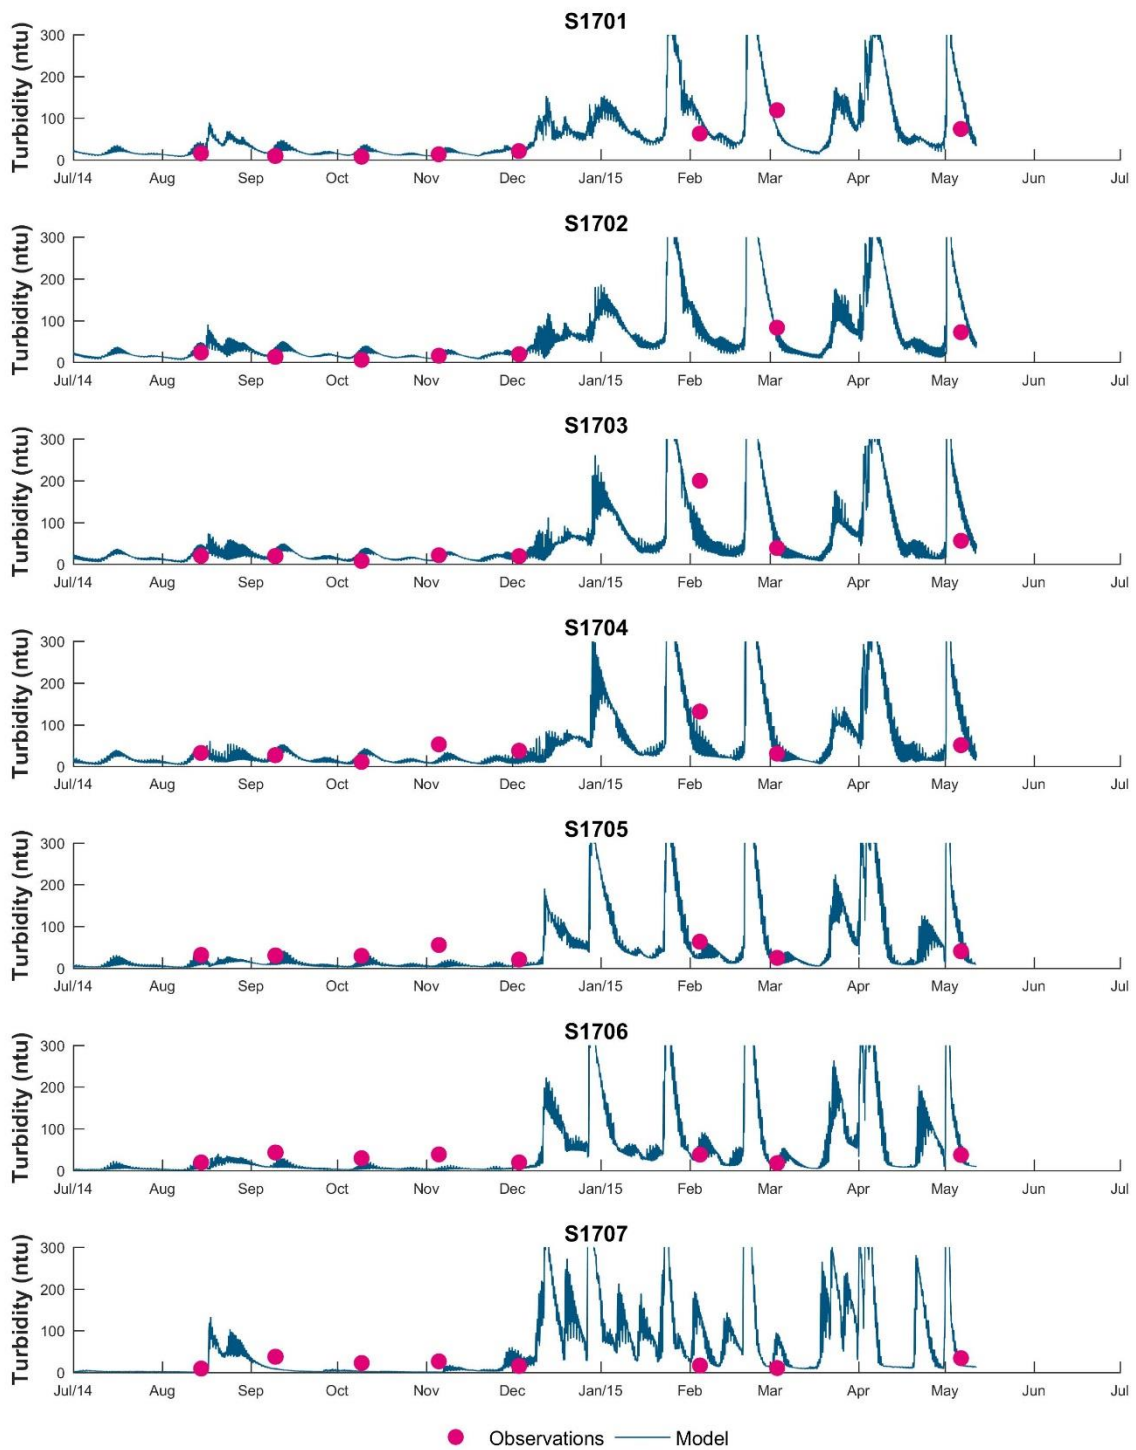 S1701
Turbidity (ntu)
300
200
100
0
Jul/14 Aug Sep Oct Nov Dec Jan/15 Feb Mar Apr May Jun Jul
S1702
Turbidity (ntu)
300
200
100
0
Jul/14 Aug Sep Oct Nov Dec Jan/15 Feb Mar Apr May Jun Jul
S1703
Turbidity (ntu)
300
200
100
0
Jul/14 Aug Sep Oct Nov Dec Jan/15 Feb Mar Apr May Jun Jul
S1704
Turbidity (ntu)
300
200
100
0
Jul/14 Aug Sep Oct Nov Dec Jan/15 Feb Mar Apr May Jun Jul
S1705
Turbidity (ntu)
300
200
100
0
Jul/14 Aug Sep Oct Nov Dec Jan/15 Feb Mar Apr May Jun Jul
S1706
Turbidity (ntu)
300
200
100
0
Jul/14 Aug Sep Oct Nov Dec Jan/15 Feb Mar Apr May Jun Jul
S1707
Turbidity (ntu)
300
200
100
0
Jul/14 Aug Sep Oct Nov Dec Jan/15 Feb Mar Apr May Jun Jul
Observations Model